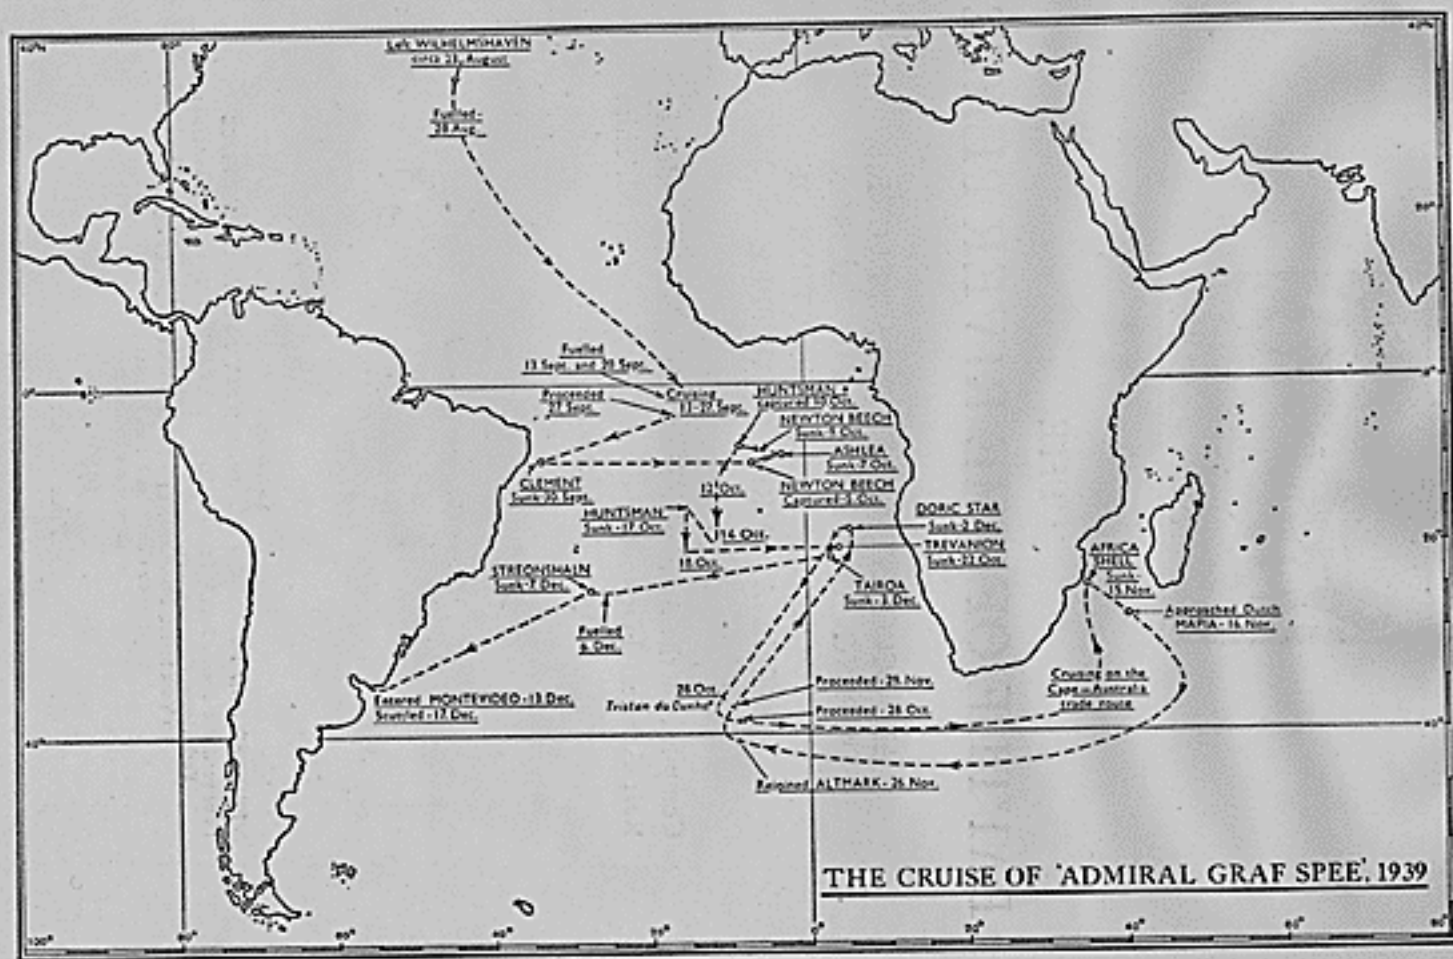 Left WILHELMSHAVEN
circa 21, August
Fuelled-
28 Aug.
Fuelled
13 Sept. and 20 Sept.
Cruising
13-27 Sept.
Proceeded
27 Sept.
HUNTSMAN
captured 10 Oct.
NEWTON BEECH
Sunk-
Oct.
ASHLEA
Sunk-7 Oct.
NEWTON BEECH
Captured-5 Oct.
CLEMENT
Sunk-30 Sept.
12 Oct.
HUNTSMAN
Sunk-17 Oct.
14 Oct.
18 Oct.
DORIC STAR
Sunk-2 Dec.
TREVANION
Sunk-22 Oct.
TAIROA
Sunk-3 Dec.
STREONSHALN
Sunk-7 Dec.
Fuelled
6 Dec.
AFRICA
SHELL
Sunk-
15 Nov.
Approached Dutch
MAPIA-16 Nov.
Cruising on the
Cape-Australia
trade route
28 Oct.
Tristan da Cunha
Proceeded-29 Nov.
Proceeded-28 Oct.
Entered MONTEVIDEO-13 Dec.
Scuttled-17 Dec.
Rejoined ALTMARK-26 Nov.
THE CRUISE OF 'ADMIRAL GRAF SPEE', 1939